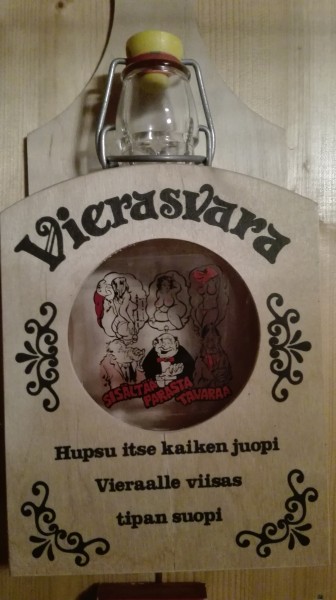 Vierasvara
SISÄLTÄÄ
PARASTA
TAVARAA
Hupsu itse kaiken juopi
Vieraalle viisas
tipan suopi